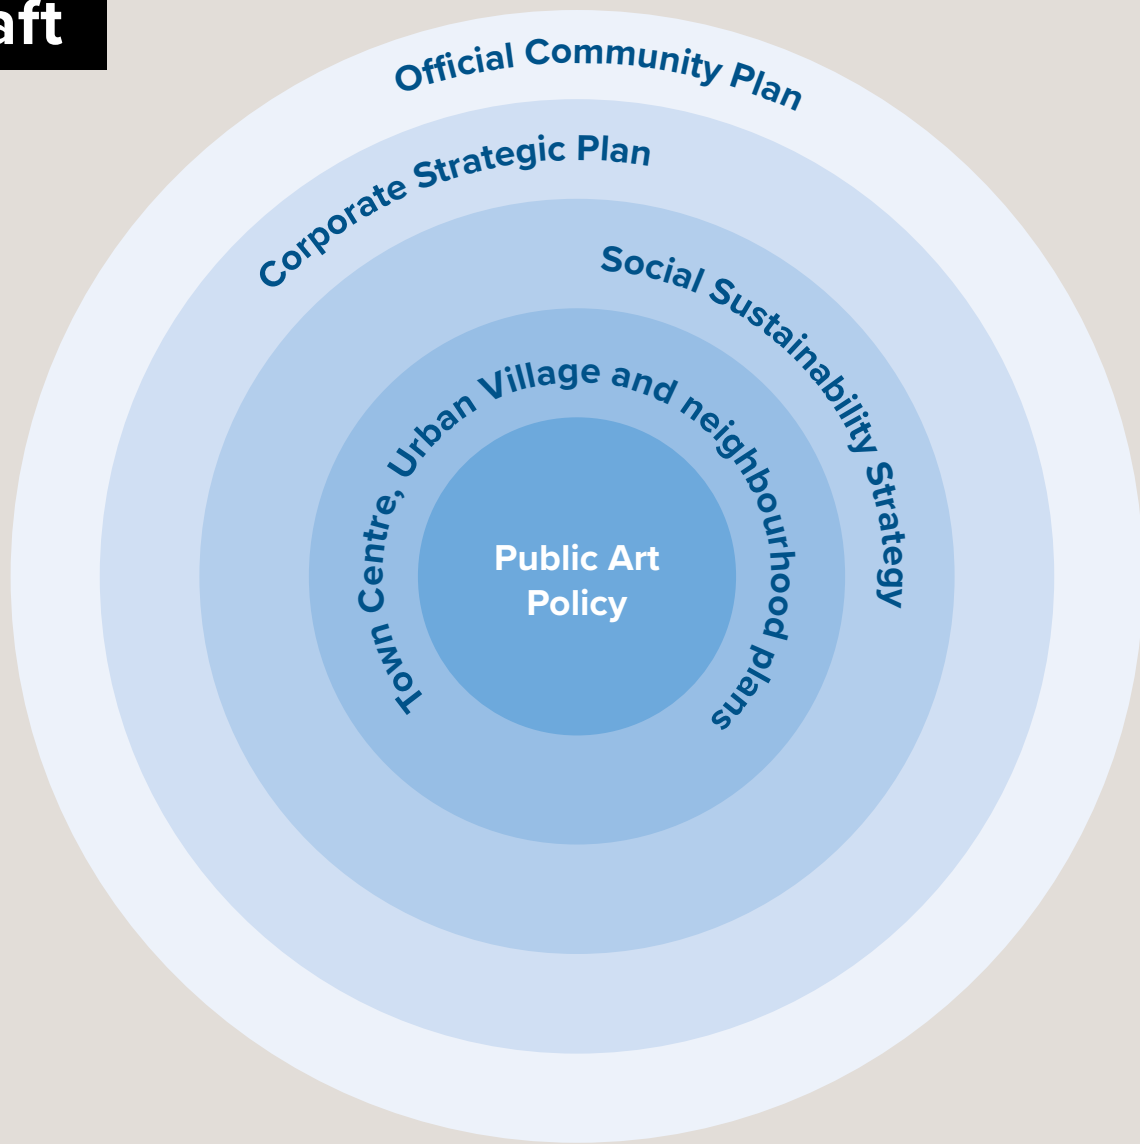 aft
Official Community Plan
Corporate Strategic Plan
Social Sustainability Strategy
Town Centre, Urban Village and neighbourhood plans
Public Art
Policy